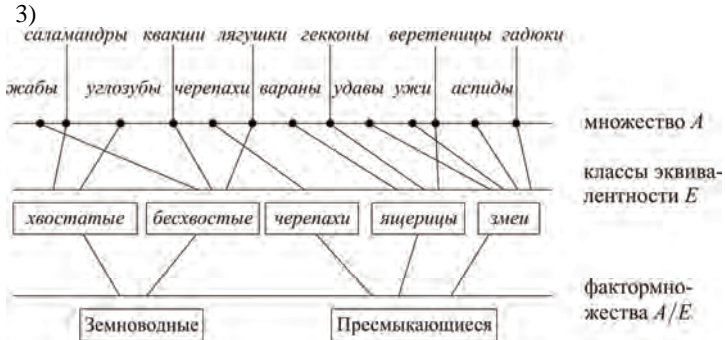 3)
саламандры квакши лягушки гекконы веретеницы гадюки
жабы углозубы черепахи вараны удавы ужи аспиды
множество A
классы эквива-
лентности E
хвостатые бесхвостые черепахи ящерицы змеи
фактормно-
жества A/E
Земноводные Пресмыкающиеся